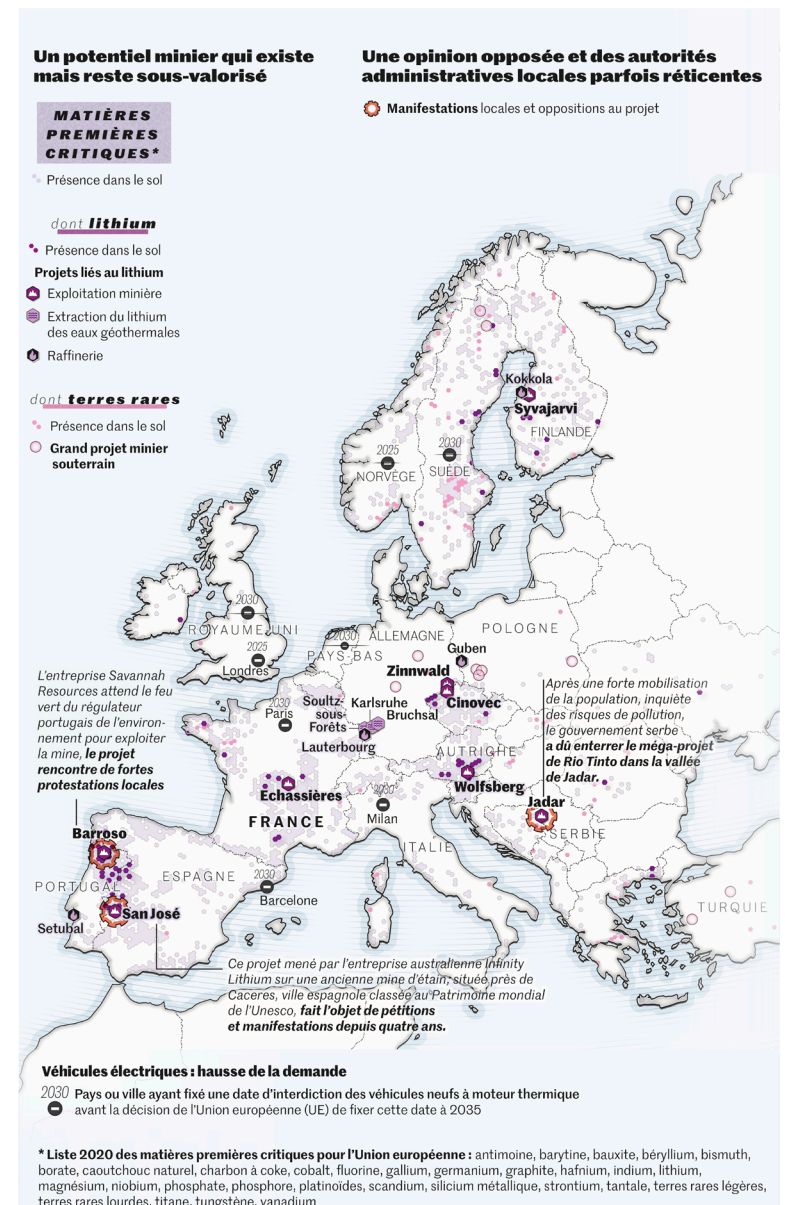 Un potentiel minier qui existe
mais reste sous-valorisé
Une opinion opposée et des autorités
administratives locales parfois réticentes
Manifestations locales et oppositions au projet
MATIÈRES
PREMIÈRES
CRITIQUES*
Présence dans le sol
dont lithium
Présence dans le sol
Projets liés au lithium
Exploitation minière
Extraction du lithium
des eaux géothermales
Raffinerie
dont terres rares
Présence dans le sol
Grand projet minier
souterrain
Kokkola
Syvajarvi
FINLANDE
2025
NORVÈGE
2030
SUÈDE
2030
ROYAUME-UNI
2025
Londres
2030
PAYS-BAS
ALLEMAGNE
POLOGNE
Guben
Zinnwald
Cinovec
L'entreprise Savannah
Resources attend le feu
vert du régulateur
portugais de l'environ-
nement pour exploiter
la mine, le projet
rencontre de fortes
protestations locales
2030
Paris
Soultz-
sous-
Forêts
Karlsruhe
Bruchsal
Lauterbourg
Après une forte mobilisation
de la population, inquiète
des risques de pollution,
le gouvernement serbe
a dû enterrer le méga-projet
de Rio Tinto dans la vallée
de Jadar.
AUTRICHE
Wolfsberg
Echassières
FRANCE
2030
Milan
Jadar
SERBIE
ITALIE
Barroso
PORTUGAL
ESPAGNE
2030
Barcelone
San José
Setubal
TURQUIE
Ce projet mené par l'entreprise australienne Infinity
Lithium sur une ancienne mine d'étain, située près de
Caceres, ville espagnole classée au Patrimoine mondial
de l'Unesco, fait l'objet de pétitions
et manifestations depuis quatre ans.
Véhicules électriques : hausse de la demande
2030 Pays ou ville ayant fixé une date d'interdiction des véhicules neufs à moteur thermique
avant la décision de l'Union européenne (UE) de fixer cette date à 2035
* Liste 2020 des matières premières critiques pour l'Union européenne : antimoine, barytine, bauxite, béryllium, bismuth,
borate, caoutchouc naturel, charbon à coke, cobalt, fluorine, gallium, germanium, graphite, hafnium, indium, lithium,
magnésium, niobium, phosphate, phosphore, platinoïdes, scandium, silicium métallique, strontium, tantale, terres rares légères,
terres rares lourdes, titane, tungstène, vanadium